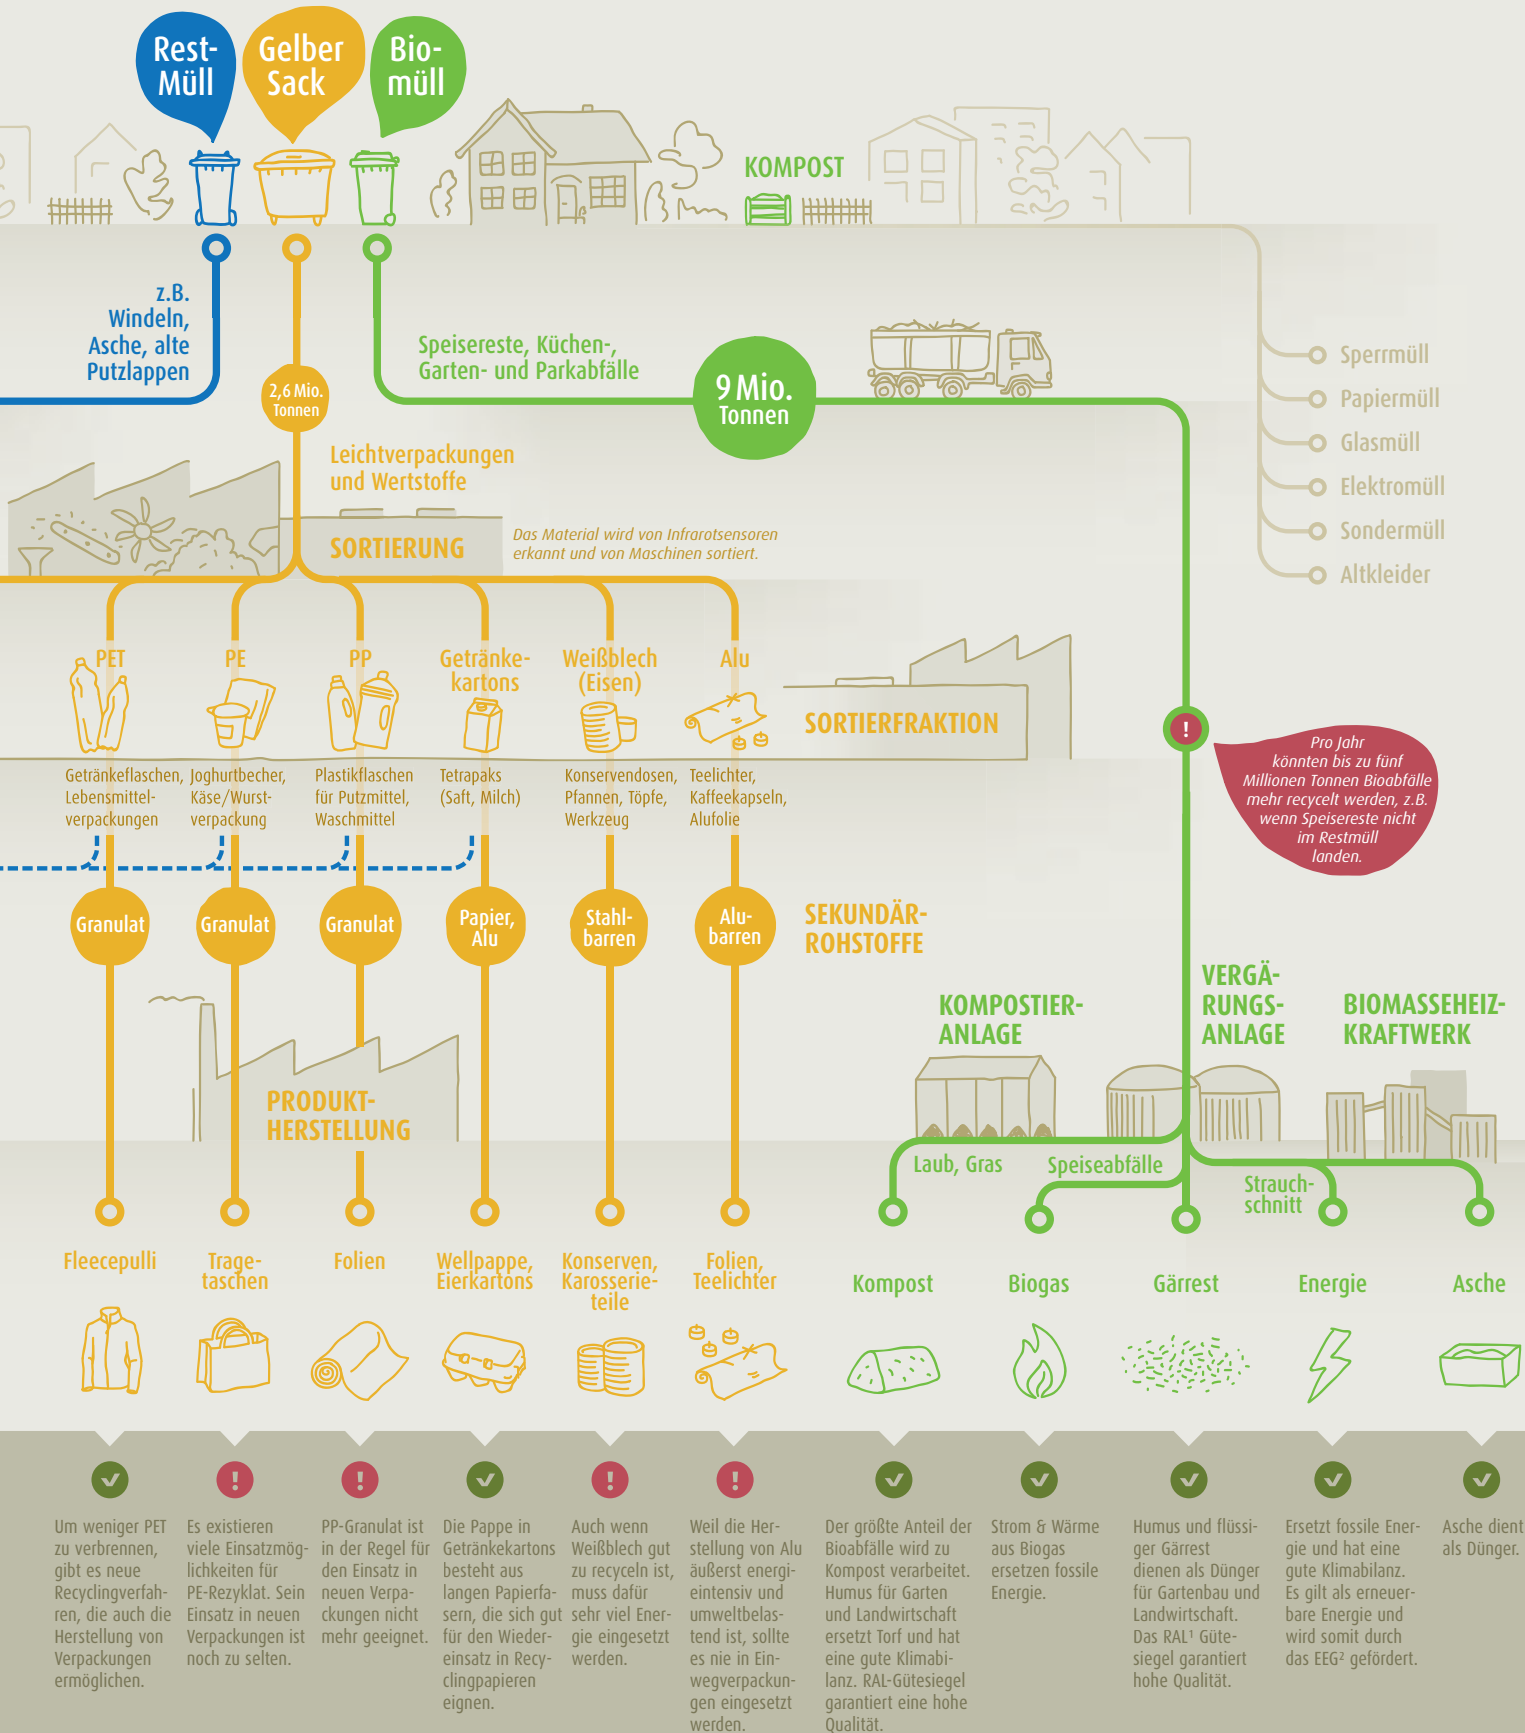 Rest-
Müll
Gelber
Sack
Bio-
müll
KOMPOST
z.B.
Windeln,
Asche, alte
Putzlappen
2,6 Mio.
Tonnen
Speisereste, Küchen-,
Garten- und Parkabfälle
9 Mio.
Tonnen
Sperrmüll
Papiermüll
Glasmüll
Elektromüll
Sondermüll
Altkleider
Leichtverpackungen
und Wertstoffe
SORTIERUNG
Das Material wird von Infrarotsensoren
erkannt und von Maschinen sortiert.
PET
PE
PP
Getränke-
kartons
Weißblech
(Eisen)
Alu
SORTIERFRAKTION
Getränkeflaschen,
Lebensmittel-
verpackungen
Joghurtbecher,
Käse/Wurst-
verpackung
Plastikflaschen
für Putzmittel,
Waschmittel
Tetrapaks
(Saft, Milch)
Konservendosen,
Pfannen, Töpfe,
Werkzeug
Teelichter,
Kaffeekapseln,
Alufolie
!
Pro Jahr
könnten bis zu fünf
Millionen Tonnen Bioabfälle
mehr recycelt werden, z.B.
wenn Speisereste nicht
im Restmüll
landen.
Granulat
Granulat
Granulat
Papier,
Alu
Stahl-
barren
Alu-
barren
SEKUNDÄR-
ROHSTOFFE
PRODUKT-
HERSTELLUNG
KOMPOSTIER-
ANLAGE
VERGÄ-
RUNGS-
ANLAGE
BIOMASSEHEIZ-
KRAFTWERK
Laub, Gras
Speiseabfälle
Strauch-
schnitt
Fleecepulli
Trage-
taschen
Folien
Wellpappe,
Eierkartons
Konserven,
Karosserie-
teile
Folien,
Teelichter
Kompost
Biogas
Gärrest
Energie
Asche
!
!
!
!
Um weniger PET
zu verbrennen,
gibt es neue
Recyclingverfah-
ren, die auch die
Herstellung von
Verpackungen
ermöglichen.
Es existieren
viele Einsatzmög-
lichkeiten für
PE-Rezyklat. Sein
Einsatz in neuen
Verpackungen ist
noch zu selten.
PP-Granulat ist
in der Regel für
den Einsatz in
neuen Verpa-
ckungen nicht
mehr geeignet.
Die Pappe in
Getränkekartons
besteht aus
langen Papierfa-
sern, die sich gut
für den Wieder-
einsatz in Recy-
clingpapieren
eignen.
Auch wenn
Weißblech gut
zu recyceln ist,
muss dafür
sehr viel Ener-
gie eingesetzt
werden.
Weil die Her-
stellung von Alu
äußerst energi-
eintensiv und
umweltbelas-
tend ist, sollte
es nie in Ein-
wegverpackun-
gen eingesetzt
werden.
Der größte Anteil der
Bioabfälle wird zu
Kompost verarbeitet.
Humus für Garten
und Landwirtschaft
ersetzt Torf und hat
eine gute Klimabi-
lanz. RAL-Gütesiegel
garantiert eine hohe
Qualität.
Strom & Wärme
aus Biogas
ersetzen fossile
Energie.
Humus und flüssi-
ger Gärrest
dienen als Dünger
für Gartenbau und
Landwirtschaft.
Das RAL¹ Güte-
siegel garantiert
hohe Qualität.
Ersetzt fossile Ener-
gie und hat eine
gute Klimabilanz.
Es gilt als erneuer-
bare Energie und
wird somit durch
das EEG² gefördert.
Asche dient
als Dünger.